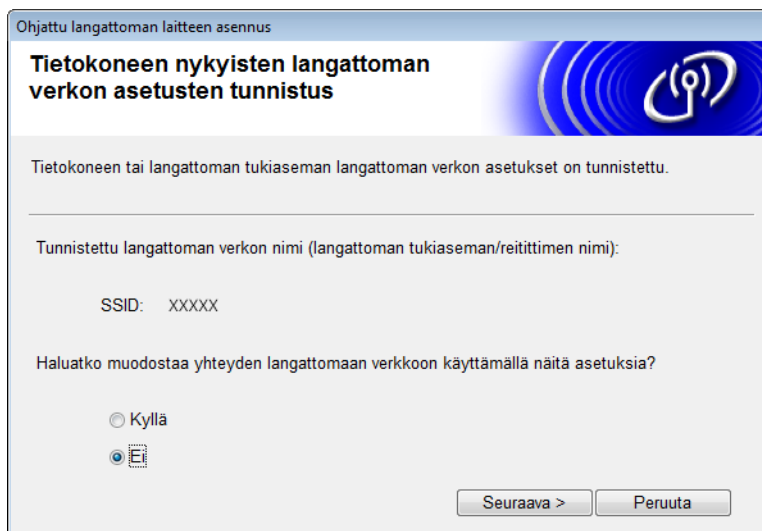 Ohjattu langattoman laitteen asennus
Tietokoneen nykyisten langattoman
verkon asetusten tunnistus
Tietokoneen tai langattoman tukiaseman langattoman verkon asetukset on tunnistettu.
Tunnistettu langattoman verkon nimi (langattoman tukiaseman/reitittimen nimi):
SSID: XXXXX
Haluatko muodostaa yhteyden langattomaan verkkoon käyttämällä näitä asetuksia?
Kyllä
Ei
Seuraava > Peruuta